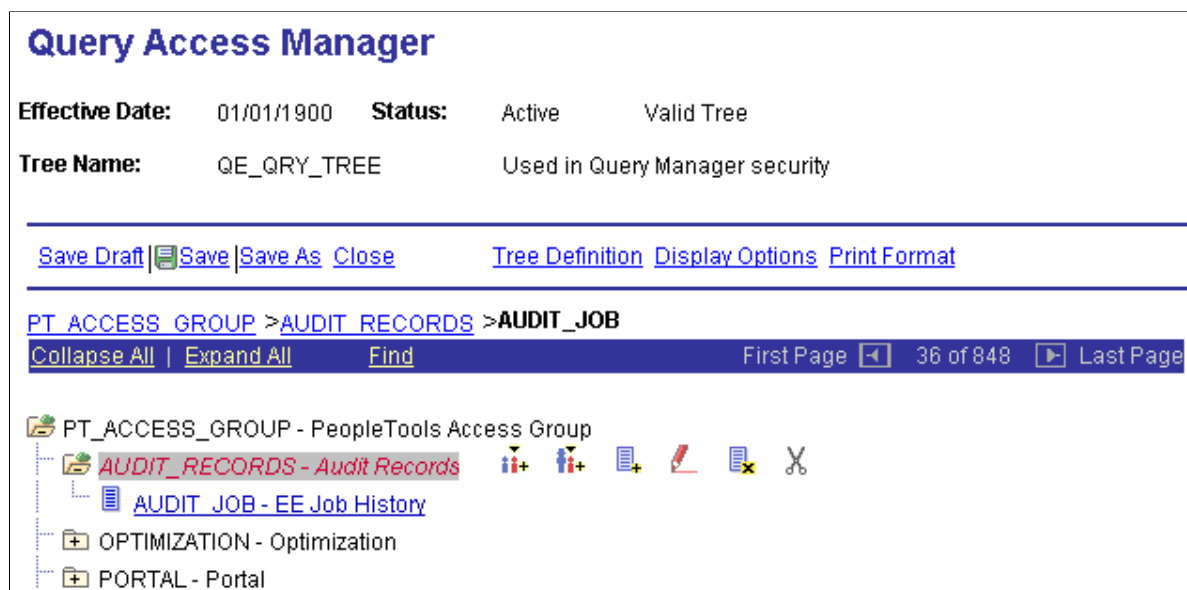 Query Access Manager
Effective Date: 01/01/1900 Status: Active Valid Tree
Tree Name: QE_QRY_TREE Used in Query Manager security
Save Draft | Save | Save As Close Tree Definition Display Options Print Format
PT_ACCESS_GROUP > AUDIT_RECORDS > AUDIT_JOB
Collapse All | Expand All Find First Page 36 of 848 Last Page
PT_ACCESS_GROUP - PeopleTools Access Group
AUDIT_RECORDS - Audit Records
AUDIT_JOB - EE Job History
OPTIMIZATION - Optimization
PORTAL - Portal